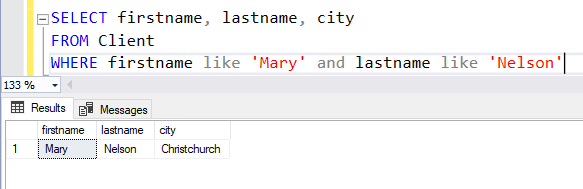 SELECT firstname, lastname, city
FROM Client
WHERE firstname like 'Mary' and lastname like 'Nelson'
133 %
Results Messages
firstname lastname city
1 Mary Nelson Christchurch